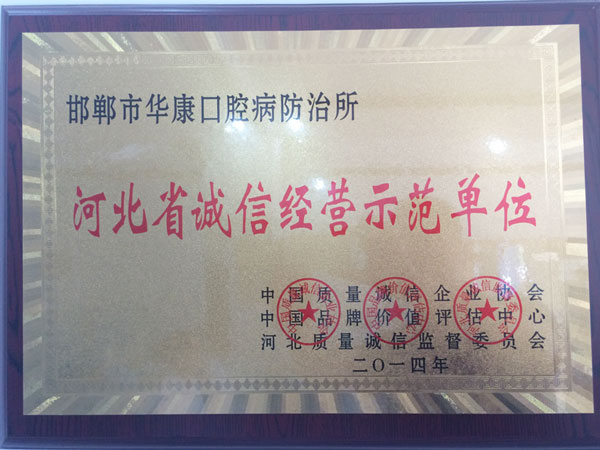 邯郸市华康口腔病防治所
河北省诚信经营示范单位
中国质量诚信企业协会
中国品牌价值评估中心
河北质量诚信监督委员会
二〇一四年